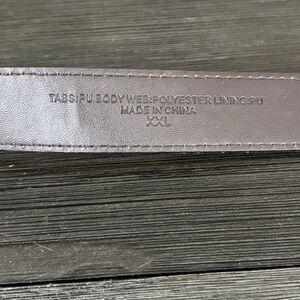 TABS:PU BODY WEB:POLYESTER LINING:PU
MADE IN CHINA
XXL